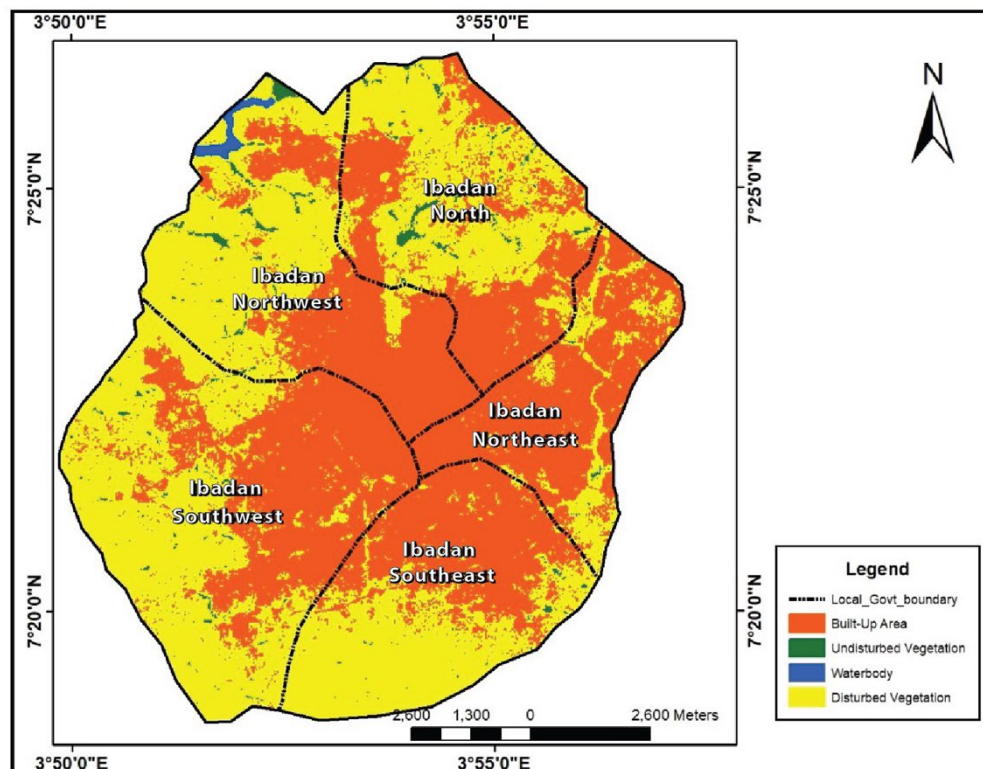 3°50'0"E
3°55'0"E
N
7°25'0"N
7°25'0"N
Ibadan
North
Ibadan
Northwest
Ibadan
Northeast
Ibadan
Southwest
Ibadan
Southeast
7°20'0"N
7°20'0"N
Legend
Local_Govt_boundary
Built-Up Area
Undisturbed Vegetation
Waterbody
Disturbed Vegetation
2,600 1,300 0 2,600 Meters
3°50'0"E
3°55'0"E